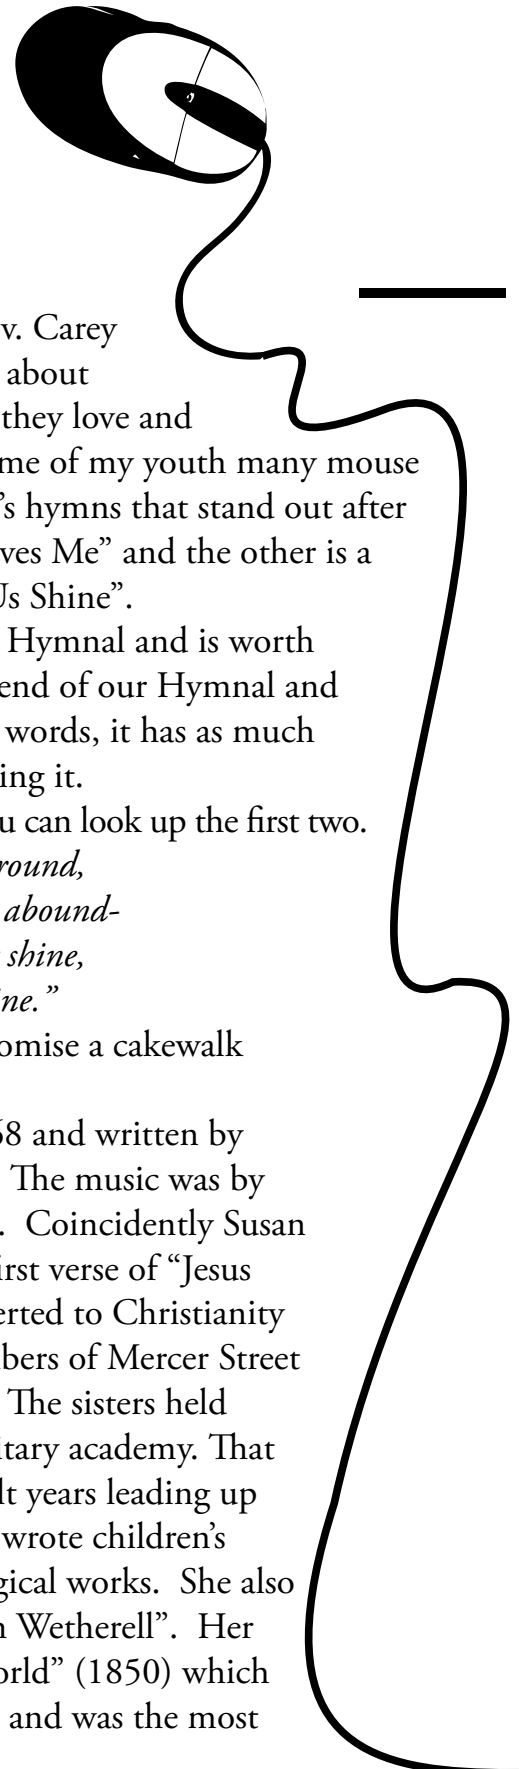 v. Carey
about
they love and
me of my youth many mouse
’s hymns that stand out after
ves Me” and the other is a
Us Shine”.
Hymnal and is worth
end of our Hymnal and
words, it has as much
ing it.
u can look up the first two.
round,
abound-
shine,
ine.”
omise a cakewalk
68 and written by
The music was by
. Coincidently Susan
irst verse of “Jesus
erted to Christianity
bers of Mercer Street
The sisters held
itary academy. That
lt years leading up
wrote children’s
gical works. She also
n Wetherell”. Her
orld” (1850) which
and was the most